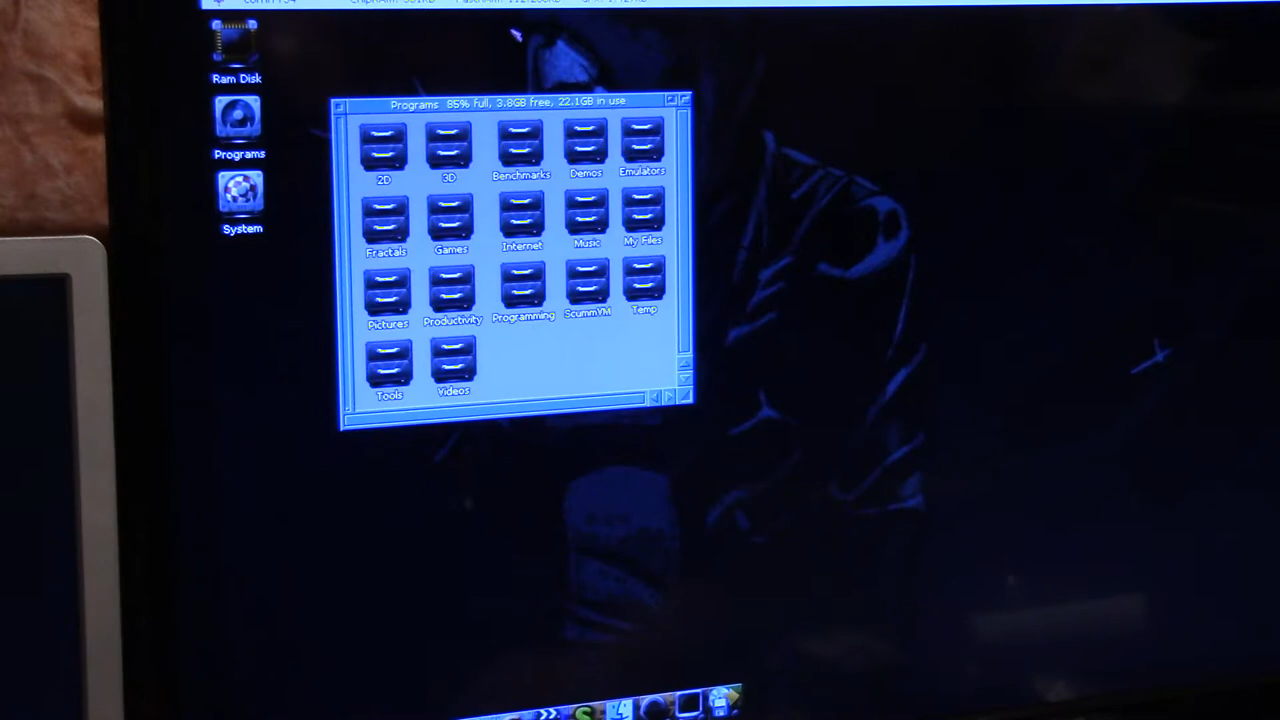 Ram Disk
Programs
System
Programs 85% full, 3.8GB free, 22.1GB in use
2D 3D Benchmarks Demos Emulators
Fractals Games Internet Music My Files
Pictures Productivity Programming ScummVM Temp
Tools Videos